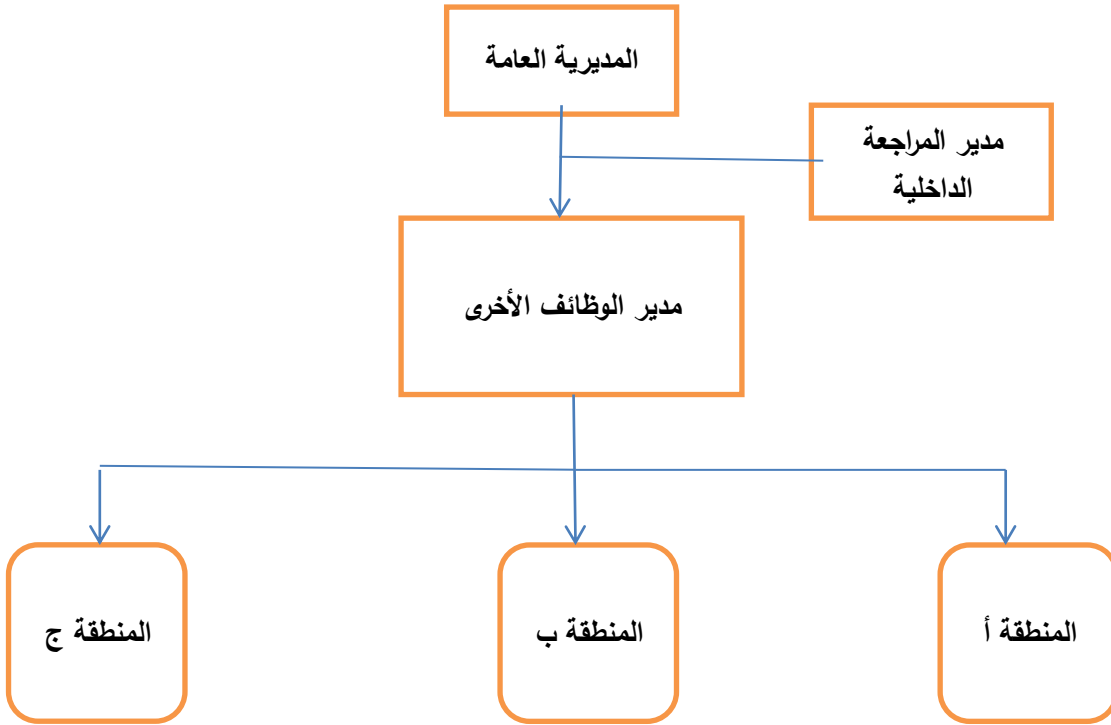 المديرية العامة
مدير المراجعة
الداخلية
مدير الوظائف الأخرى
المنطقة أ
المنطقة ب
المنطقة ج